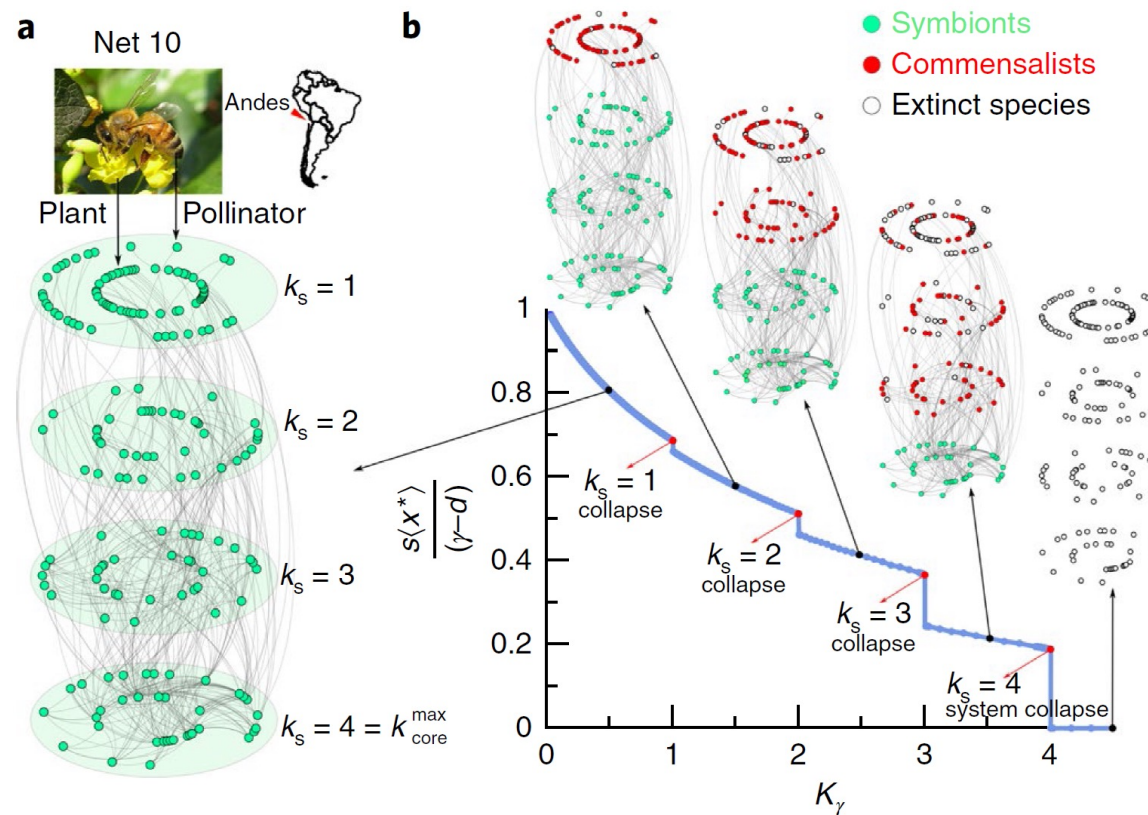 a
Net 10
Andes
Plant
Pollinator
k_s = 1
k_s = 2
k_s = 3
k_s = 4 = k^max_core
b
Symbionts
Commensalists
Extinct species
s⟨x*⟩
(γ–d)
1
0.8
0.6
0.4
0.2
0
k_s = 1
collapse
k_s = 2
collapse
k_s = 3
collapse
k_s = 4
system collapse
0 1 2 3 4
K_γ